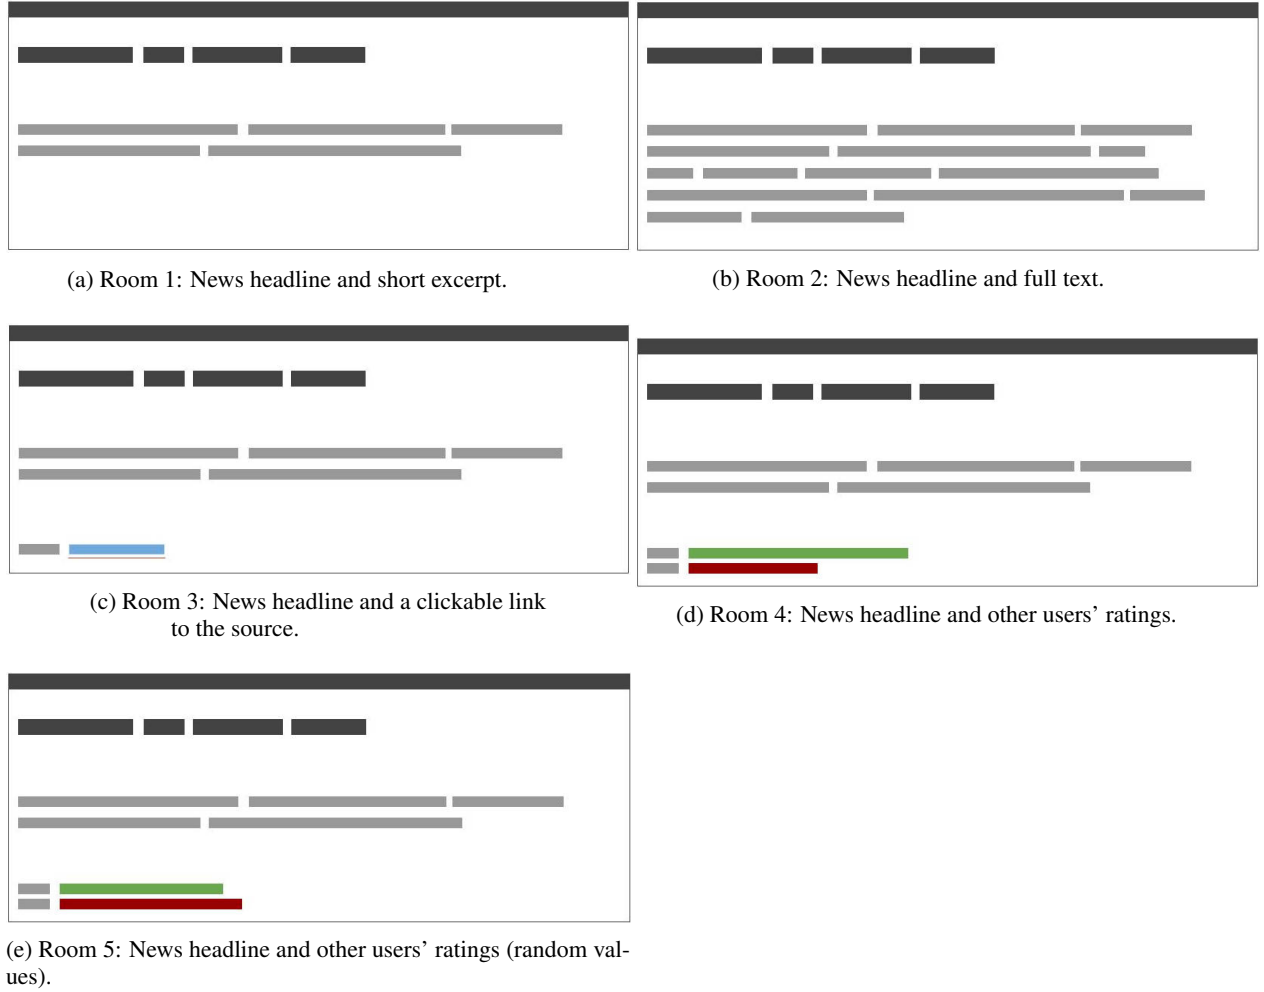 (a) Room 1: News headline and short excerpt.
(b) Room 2: News headline and full text.
(c) Room 3: News headline and a clickable link
to the source.
(d) Room 4: News headline and other users’ ratings.
(e) Room 5: News headline and other users’ ratings (random val-
ues).